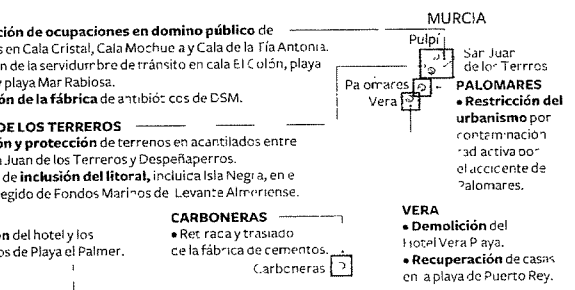 MURCIA
ción de ocupaciones en domino público de
s en Cala Cristal, Cala Mochuela y Cala de la Tía Antonia.
ón de la servidumbre de tránsito en cala El Colón, playa
y playa Mar Rabiosa.
ón de la fábrica de antibióticos de DSM.
Pulpí
San Juan
de los Terreros
Palomares
Vera
DE LOS TERREROS
ón y protección de terrenos en acantilados entre
Juan de los Terreros y Despeñaperros.
de inclusión del litoral, incluida Isla Negra, en e
egido de Fondos Marinos de Levante Almeriense.
PALOMARES
• Restricción del
urbanismo por
contaminación
radiactiva por
el accidente de
Palomares.
n del hotel y los
os de Playa el Palmer.
CARBONERAS
• Retirada y traslado
de la fábrica de cementos.
Carboneras
VERA
• Demolición del
Hotel Vera Playa.
• Recuperación de casas
en la playa de Puerto Rey.